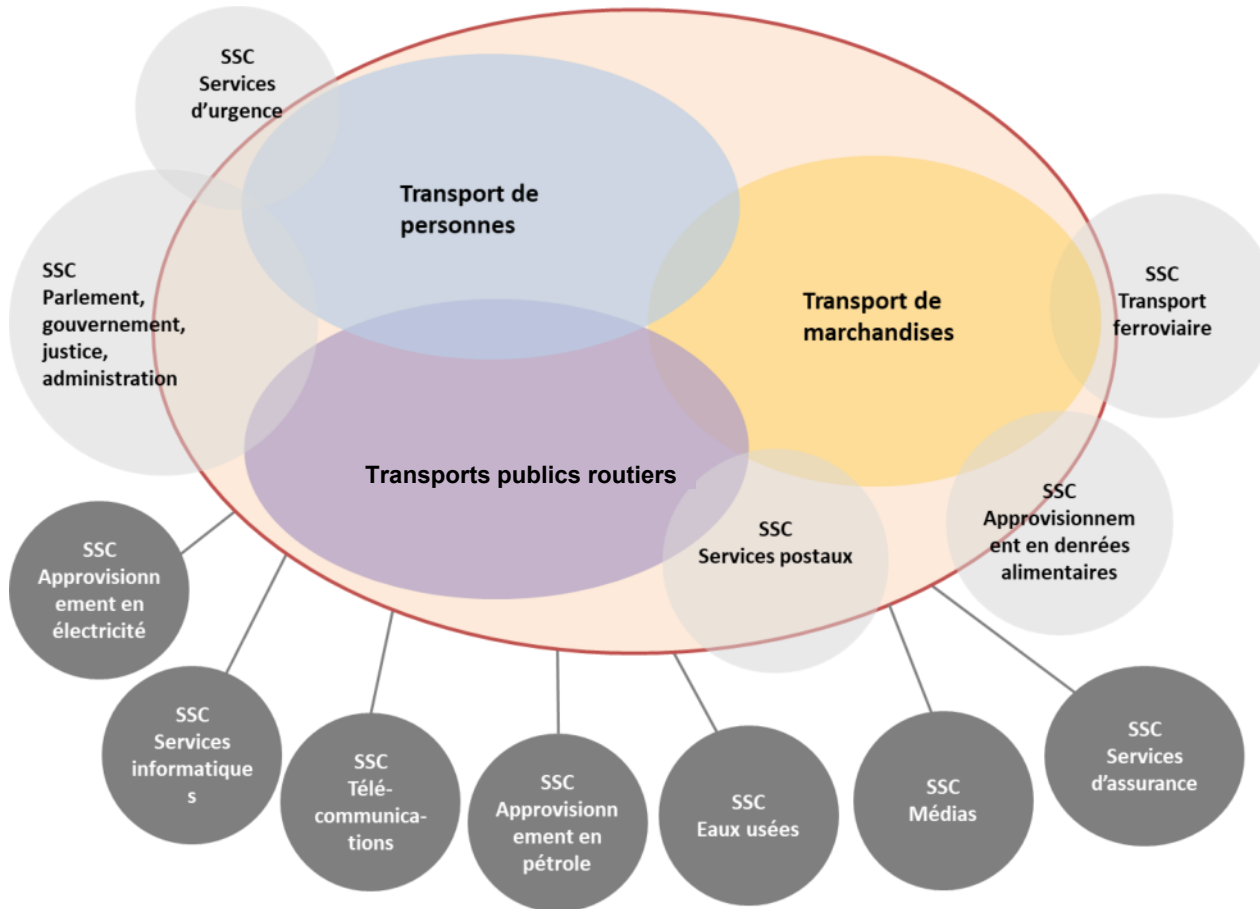 SSC
Services
d'urgence
Transport de
personnes
SSC
Parlement,
gouvernement,
justice,
administration
Transport de
marchandises
SSC
Transport
ferroviaire
Transports publics routiers
SSC
Services postaux
SSC
Approvisionnem
ent en denrées
alimentaires
SSC
Approvisionn
ement en
électricité
SSC
Services
informatique
s
SSC
Télé-
communica-
tions
SSC
Approvisionn
ement en
pétrole
SSC
Eaux usées
SSC
Médias
SSC
Services
d'assurance